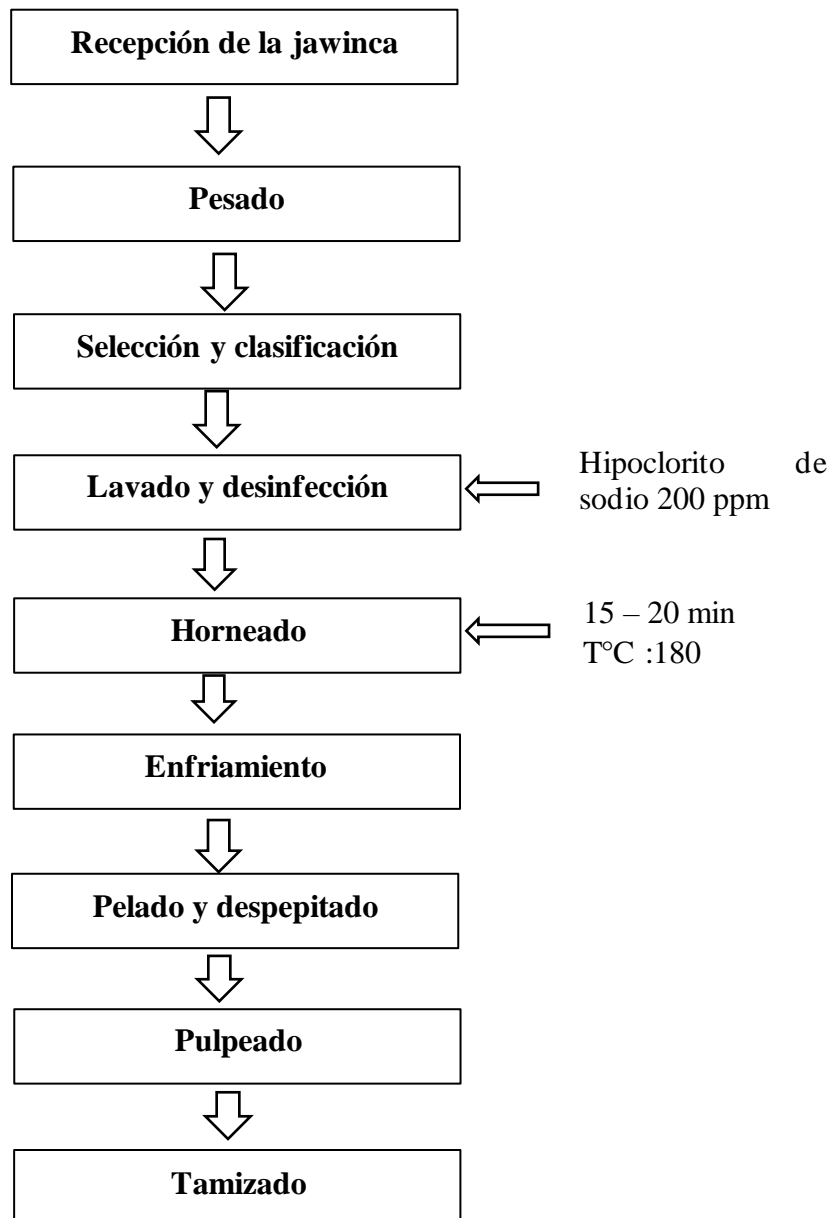 Recepción de la jawinca
Pesado
Selección y clasificación
Lavado y desinfección
Hipoclorito de
sodio 200 ppm
Horneado
15 – 20 min
T°C :180
Enfriamiento
Pelado y despepitado
Pulpeado
Tamizado